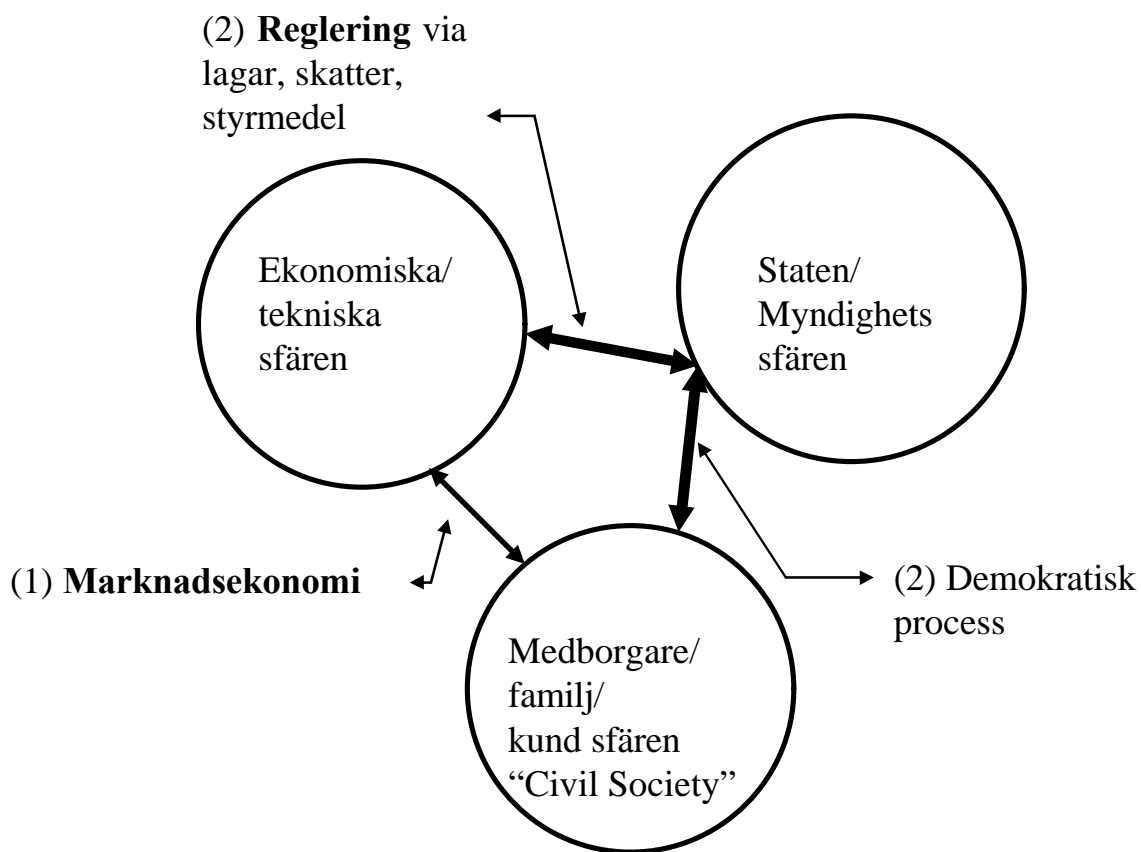 (2) Reglering via
lagar, skatter,
styrmedel
Ekonomiska/
tekniska
sfären
Staten/
Myndighets
sfären
(1) Marknadsekonomi
(2) Demokratisk
process
Medborgare/
familj/
kund sfären
“Civil Society”